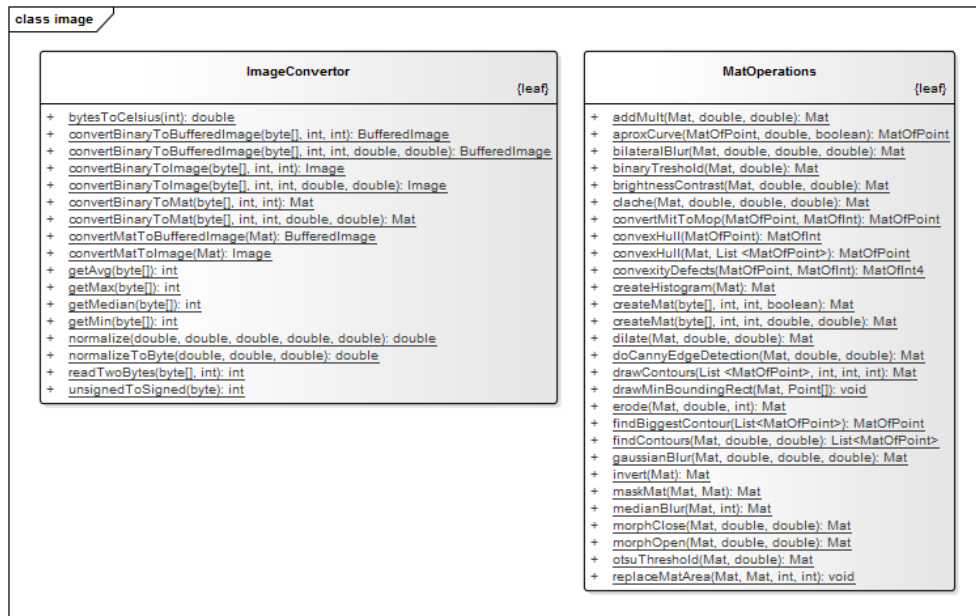 class image
ImageConvertor
{leaf}
+ bytesToCelsius(int): double
+ convertBinaryToBufferedImage(byte[], int, int): BufferedImage
+ convertBinaryToBufferedImage(byte[], int, int, double, double): BufferedImage
+ convertBinaryToImage(byte[], int, int): Image
+ convertBinaryToImage(byte[], int, int, double, double): Image
+ convertBinaryToMat(byte[], int, int): Mat
+ convertBinaryToMat(byte[], int, int, double, double): Mat
+ convertMatToBufferedImage(Mat): BufferedImage
+ convertMatToImage(Mat): Image
+ getAvg(byte[]): int
+ getMax(byte[]): int
+ getMedian(byte[]): int
+ getMin(byte[]): int
+ normalize(double, double, double, double, double): double
+ normalizeToByte(double, double, double): double
+ readTwoBytes(byte[], int): int
+ unsignedToSigned(byte): int
MatOperations
{leaf}
+ addMult(Mat, double, double): Mat
+ aproxCurve(MatOfPoint, double, boolean): MatOfPoint
+ bilateralBlur(Mat, double, double, double): Mat
+ binaryTreshold(Mat, double): Mat
+ brightnessContrast(Mat, double, double): Mat
+ clache(Mat, double, double, double): Mat
+ convertMitToMop(MatOfPoint, MatOfInt): MatOfPoint
+ convexHull(MatOfPoint): MatOfInt
+ convexHull(Mat, List <MatOfPoint>): MatOfPoint
+ convexityDefects(MatOfPoint, MatOfInt): MatOfInt4
+ createHistogram(Mat): Mat
+ createMat(byte[], int, int, boolean): Mat
+ createMat(byte[], int, int, double, double): Mat
+ dilate(Mat, double, double): Mat
+ doCannyEdgeDetection(Mat, double, double): Mat
+ drawContours(List <MatOfPoint>, int, int, int): Mat
+ drawMinBoundingRect(Mat, Point[]): void
+ erode(Mat, double, int): Mat
+ findBiggestContour(List<MatOfPoint>): MatOfPoint
+ findContours(Mat, double, double): List<MatOfPoint>
+ gaussianBlur(Mat, double, double, double): Mat
+ invert(Mat): Mat
+ maskMat(Mat, Mat): Mat
+ medianBlur(Mat, int): Mat
+ morphClose(Mat, double, double): Mat
+ morphOpen(Mat, double, double): Mat
+ otsuThreshold(Mat, double): Mat
+ replaceMatArea(Mat, Mat, int, int): void